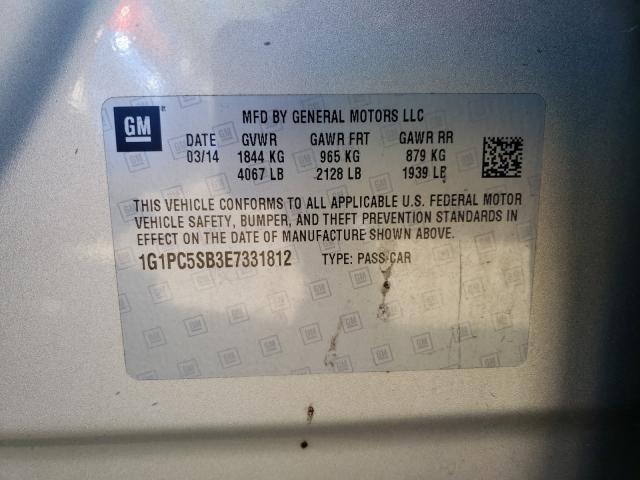 GM
MFD BY GENERAL MOTORS LLC
DATE GVWR GAWR FRT GAWR RR
03/14 1844 KG 965 KG 879 KG
4067 LB 2128 LB 1939 LB
THIS VEHICLE CONFORMS TO ALL APPLICABLE U.S. FEDERAL MOTOR
VEHICLE SAFETY, BUMPER, AND THEFT PREVENTION STANDARDS IN
EFFECT ON THE DATE OF MANUFACTURE SHOWN ABOVE.
1G1PC5SB3E7331812 TYPE: PASS CAR